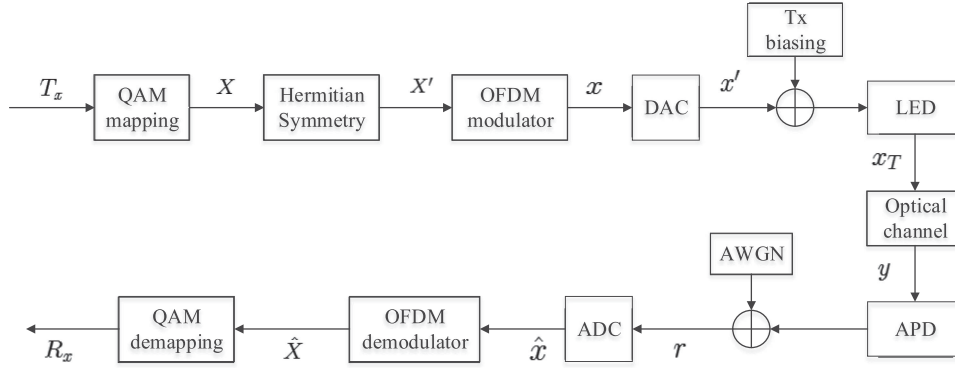 Tx
biasing
T_x
QAM
mapping
X
Hermitian
Symmetry
X′
OFDM
modulator
x
DAC
x′
LED
x_T
Optical
channel
y
APD
AWGN
r
ADC
x̂
OFDM
demodulator
X̂
QAM
demapping
R_x